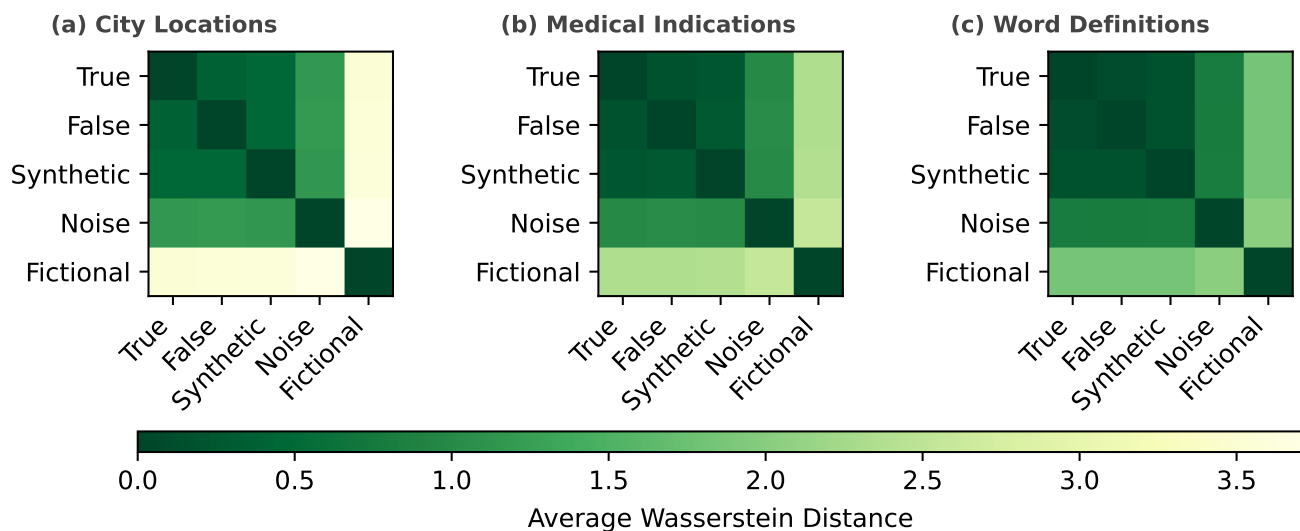 (a) City Locations
(b) Medical Indications
(c) Word Definitions
True
False
Synthetic
Noise
Fictional
True
False
Synthetic
Noise
Fictional
True
False
Synthetic
Noise
Fictional
True
False
Synthetic
Noise
Fictional
True
False
Synthetic
Noise
Fictional
True
False
Synthetic
Noise
Fictional
0.0 0.5 1.0 1.5 2.0 2.5 3.0 3.5
Average Wasserstein Distance